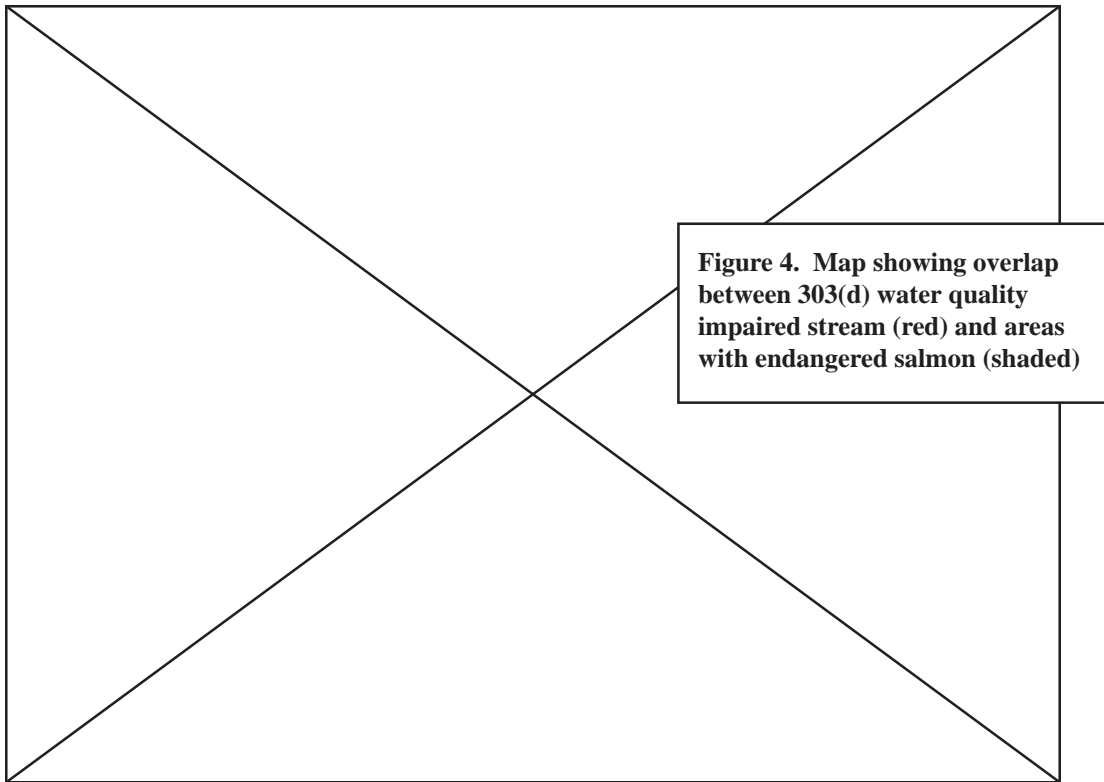 Figure 4.  Map showing overlap
between 303(d) water quality
impaired stream (red) and areas
with endangered salmon (shaded)